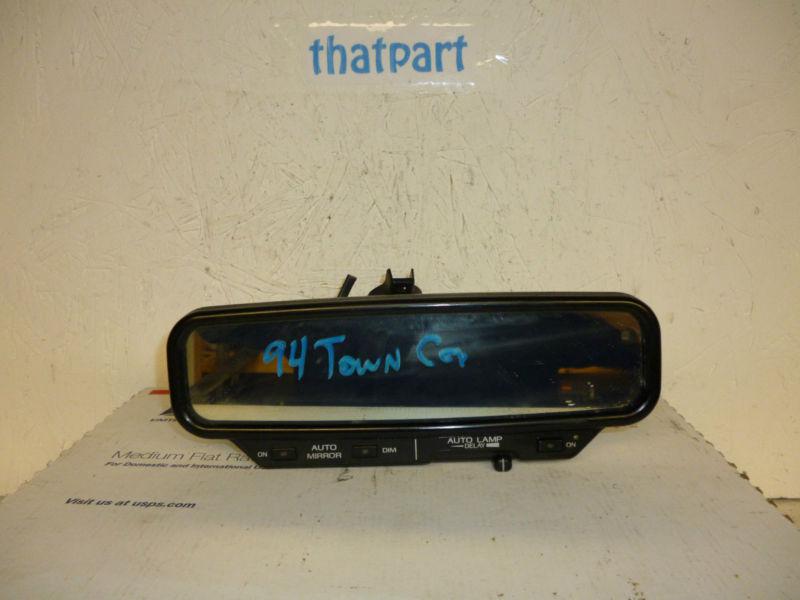 thatpart
94 Town Car
ON
AUTO
MIRROR
DIM
AUTO LAMP
DELAY
ON
Medium Flat Ra
For Domestic and International
Visit us at usps.com